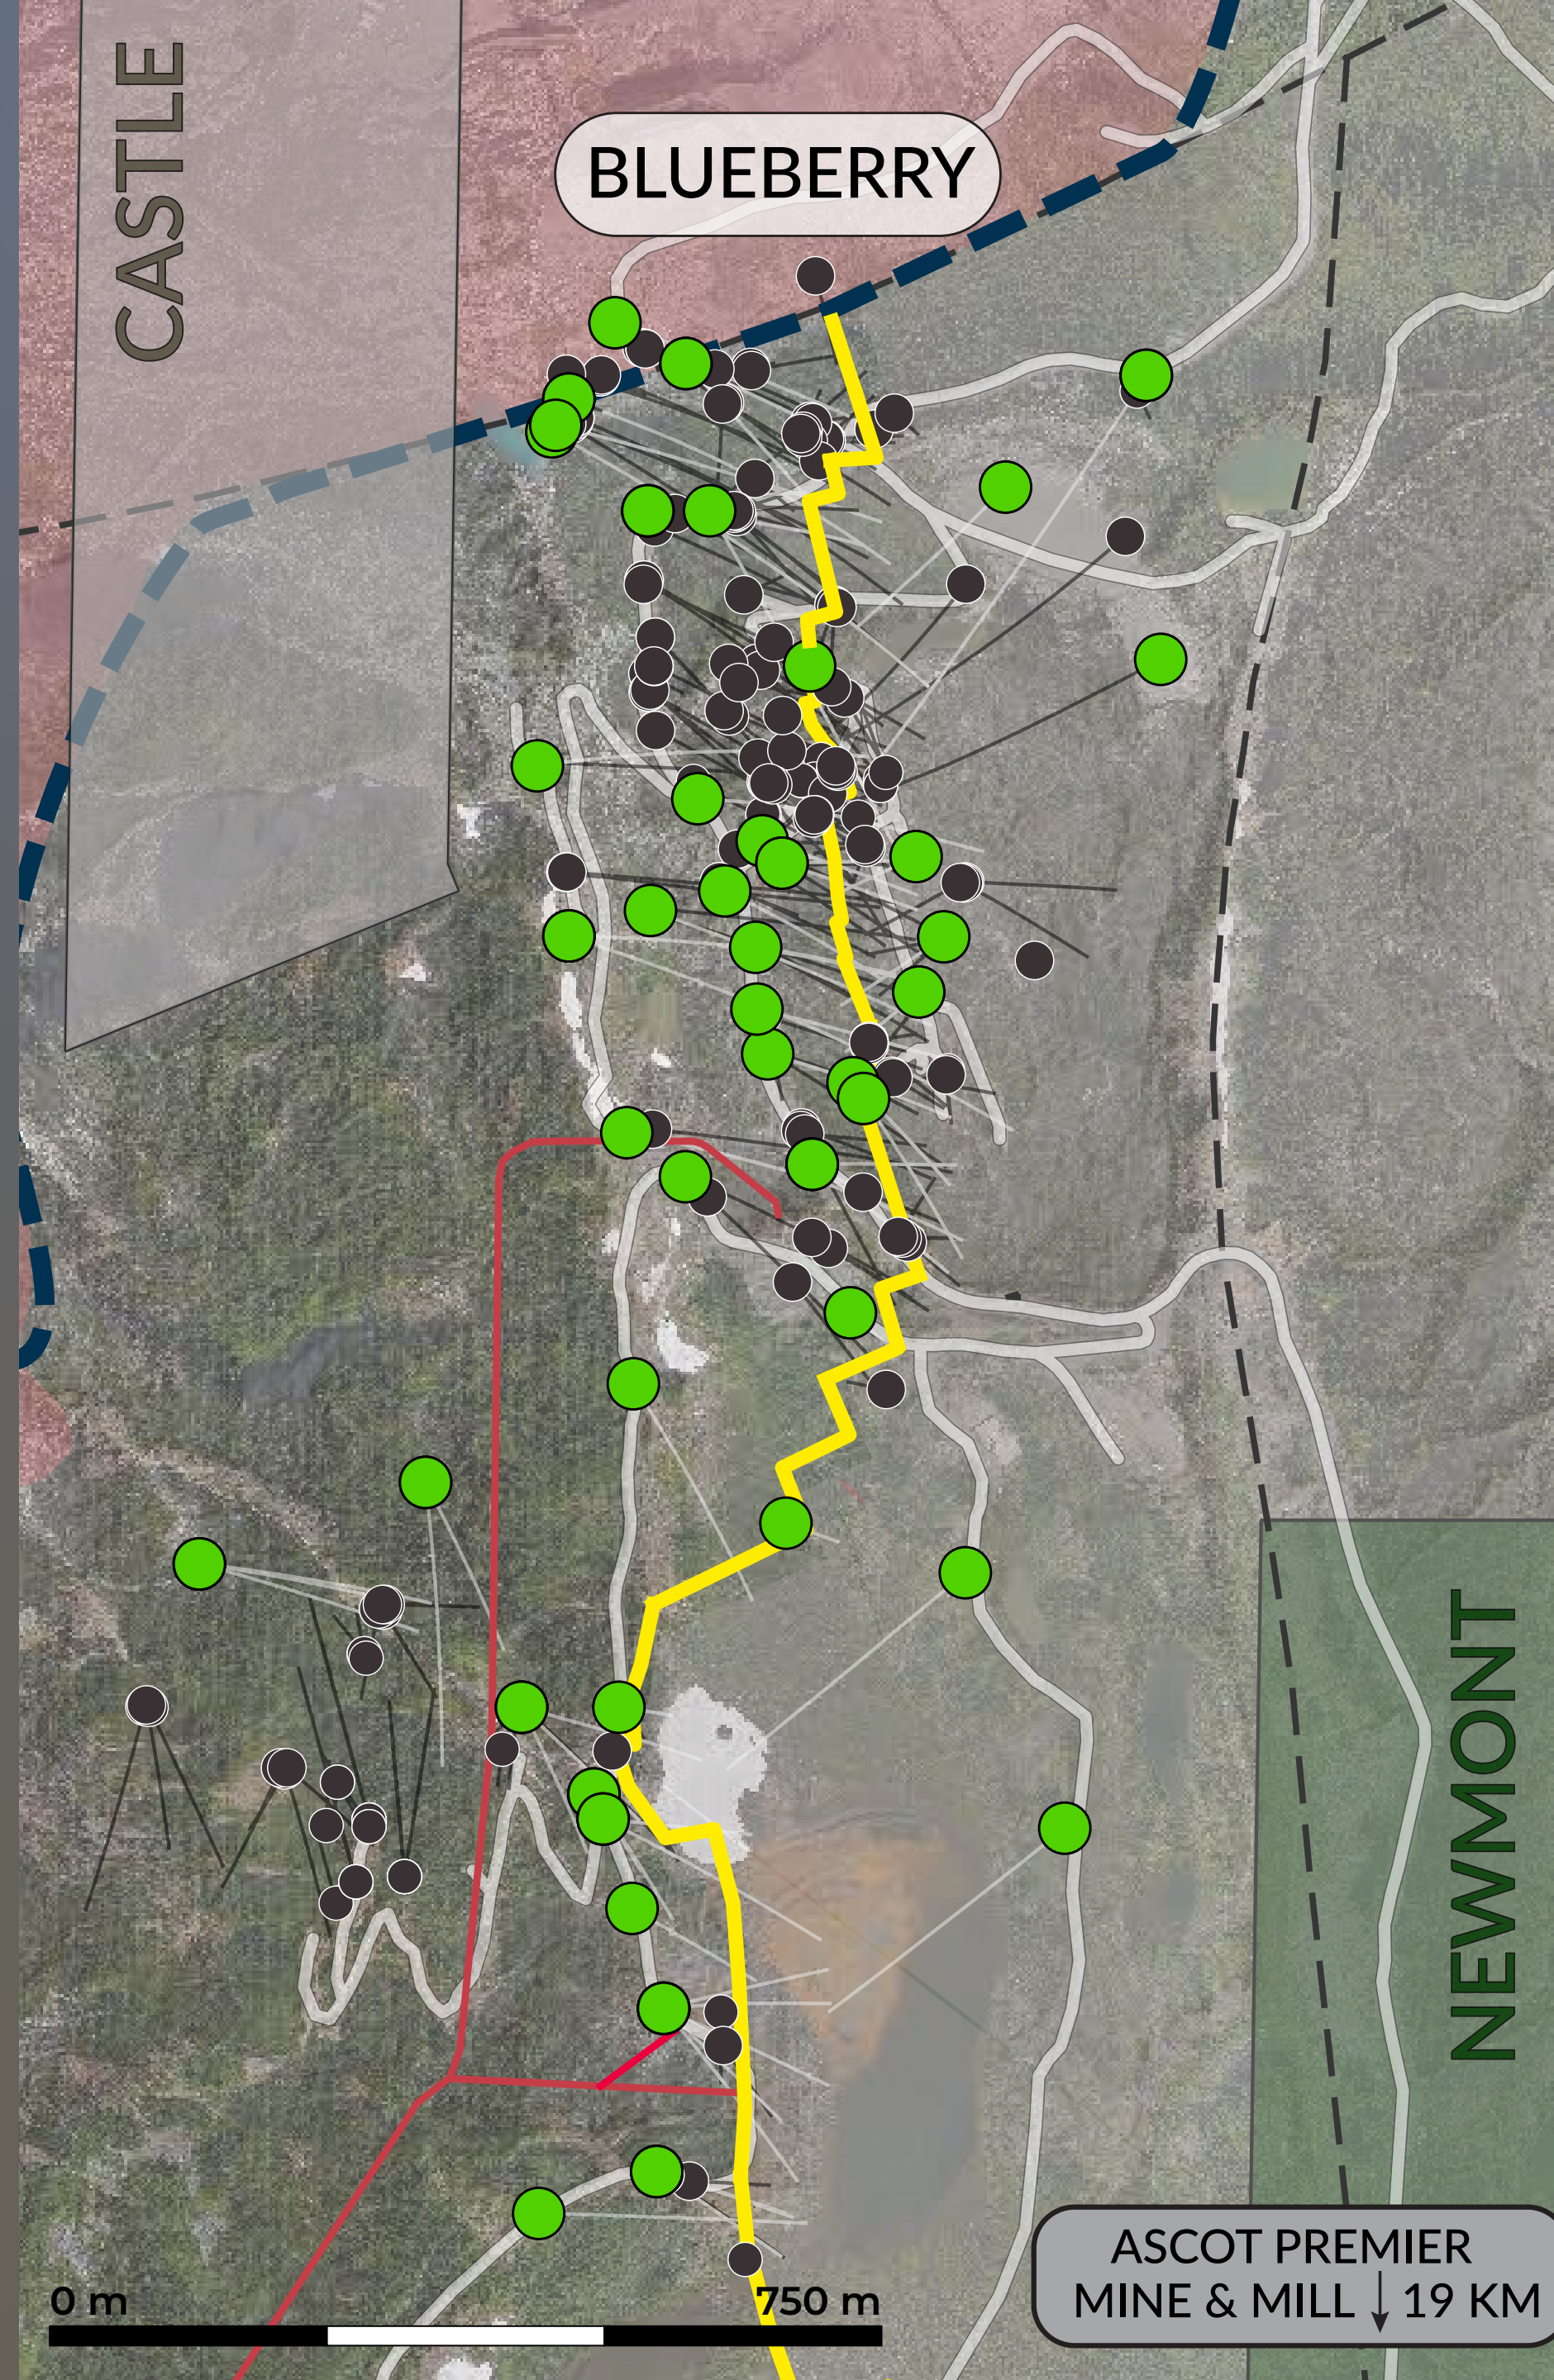 CASTLE
BLUEBERRY
NEWMONT
ASCOT PREMIER
MINE & MILL ↓ 19 KM
0 m 750 m